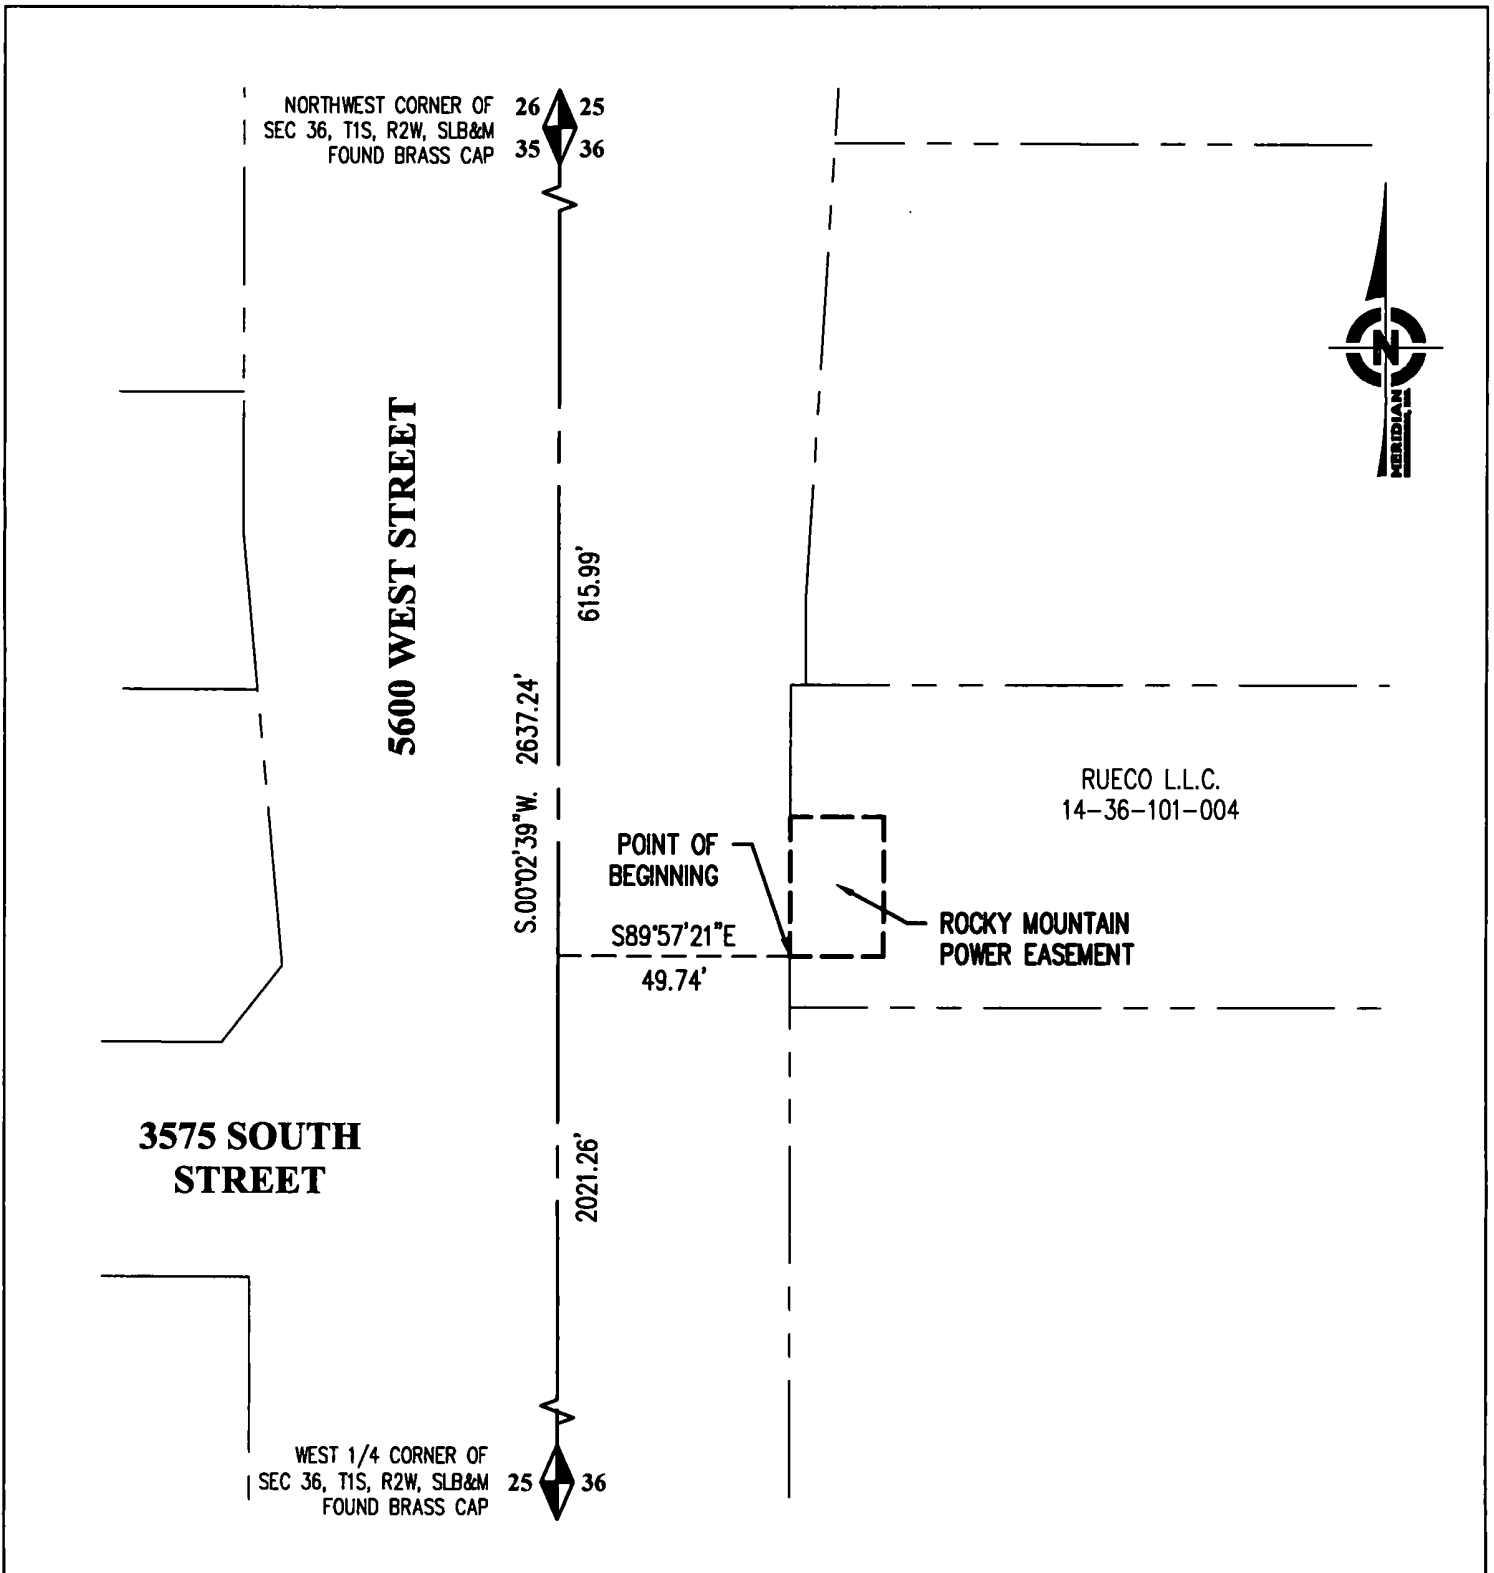 NORTHWEST CORNER OF
SEC 36, T1S, R2W, SLB&M
FOUND BRASS CAP
26 25
35 36
N
MERIDIAN
5600 WEST STREET
615.99'
S.00°02'39"W. 2637.24'
RUECO L.L.C.
14-36-101-004
POINT OF
BEGINNING
ROCKY MOUNTAIN
POWER EASEMENT
S89°57'21"E
49.74'
3575 SOUTH
STREET
2021.26'
WEST 1/4 CORNER OF
SEC 36, T1S, R2W, SLB&M
FOUND BRASS CAP
25 36